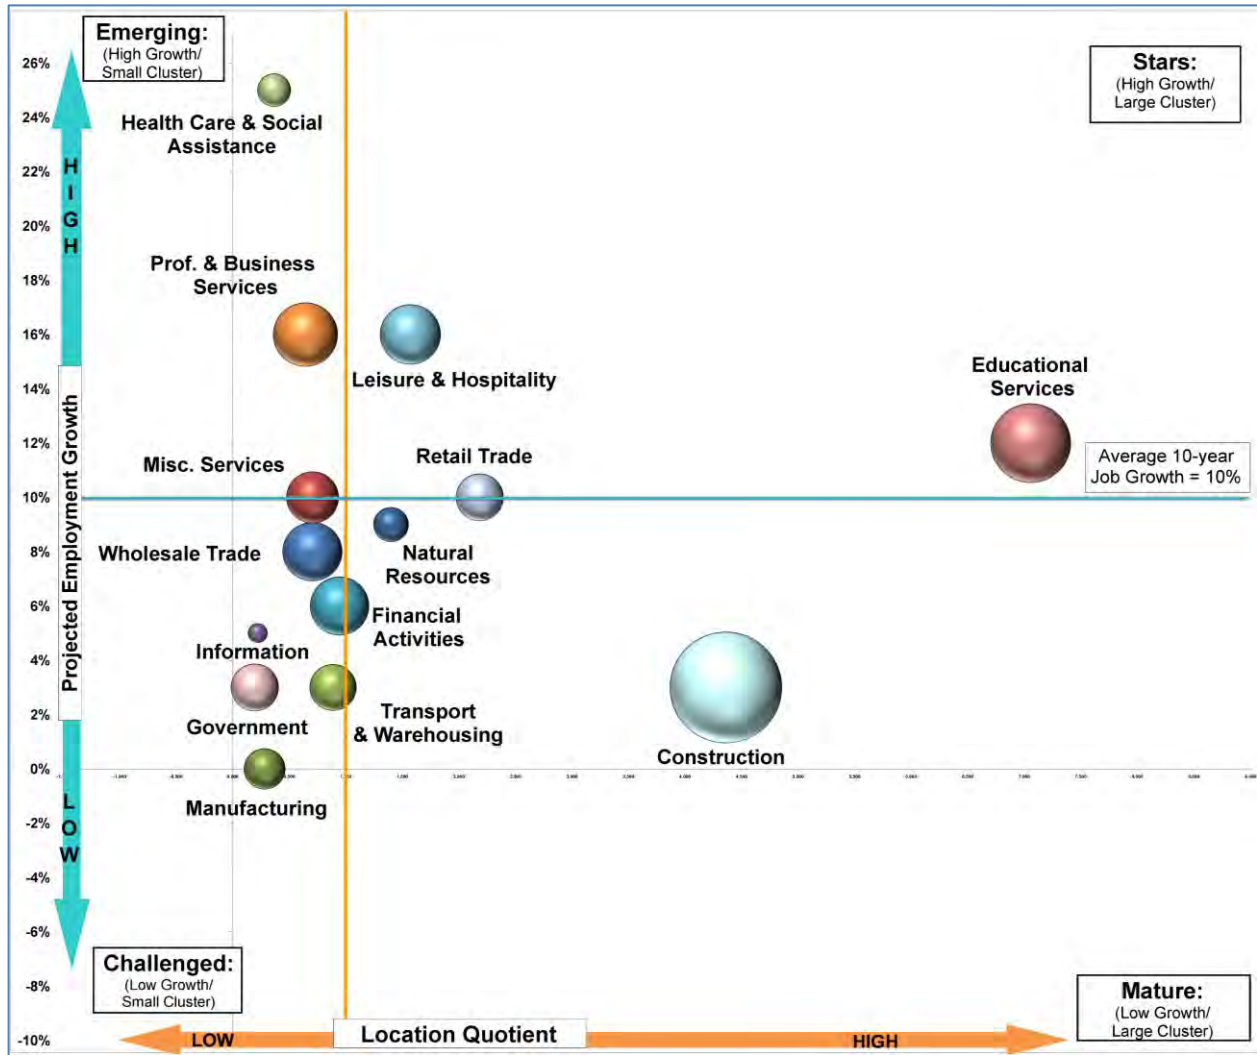 Emerging:
(High Growth/
Small Cluster)
Stars:
(High Growth/
Large Cluster)
26%
24%
22%
20%
18%
16%
14%
12%
10%
8%
6%
4%
2%
0%
-2%
-4%
-6%
-8%
-10%
HIGH
Projected Employment Growth
LOW
Health Care & Social
Assistance
Prof. & Business
Services
Leisure & Hospitality
Educational
Services
Misc. Services
Retail Trade
Average 10-year
Job Growth = 10%
Wholesale Trade
Natural
Resources
Financial
Activities
Information
Government
Transport
& Warehousing
Construction
Manufacturing
Challenged:
(Low Growth/
Small Cluster)
Mature:
(Low Growth/
Large Cluster)
LOW
Location Quotient
HIGH